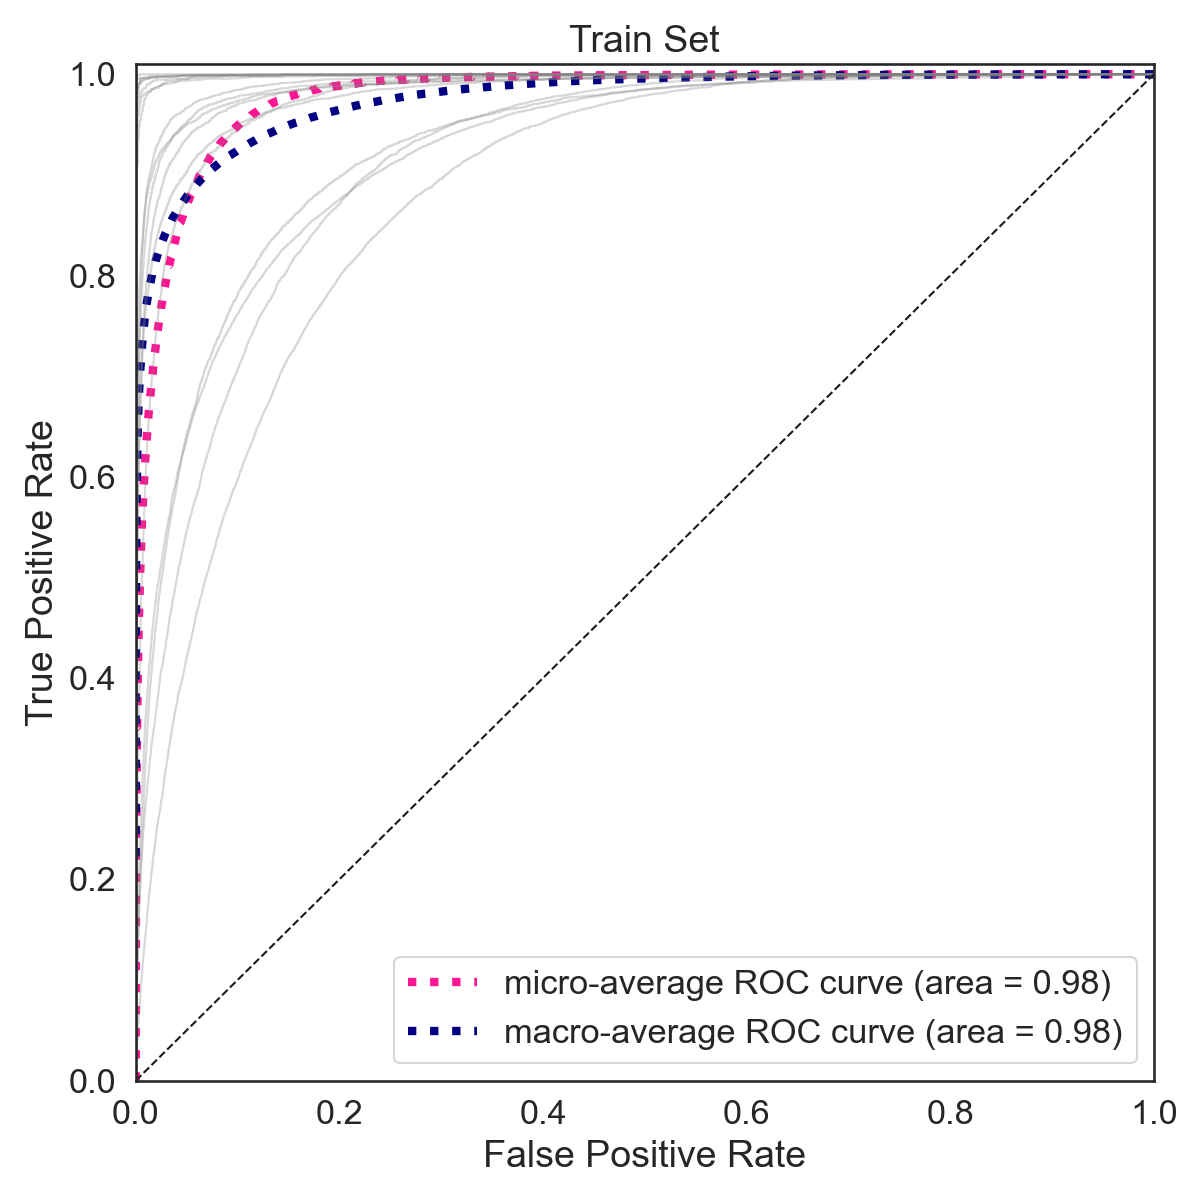 Train Set
1.0
0.8
0.6
0.4
0.2
0.0
True Positive Rate
micro-average ROC curve (area = 0.98)
macro-average ROC curve (area = 0.98)
0.0 0.2 0.4 0.6 0.8 1.0
False Positive Rate